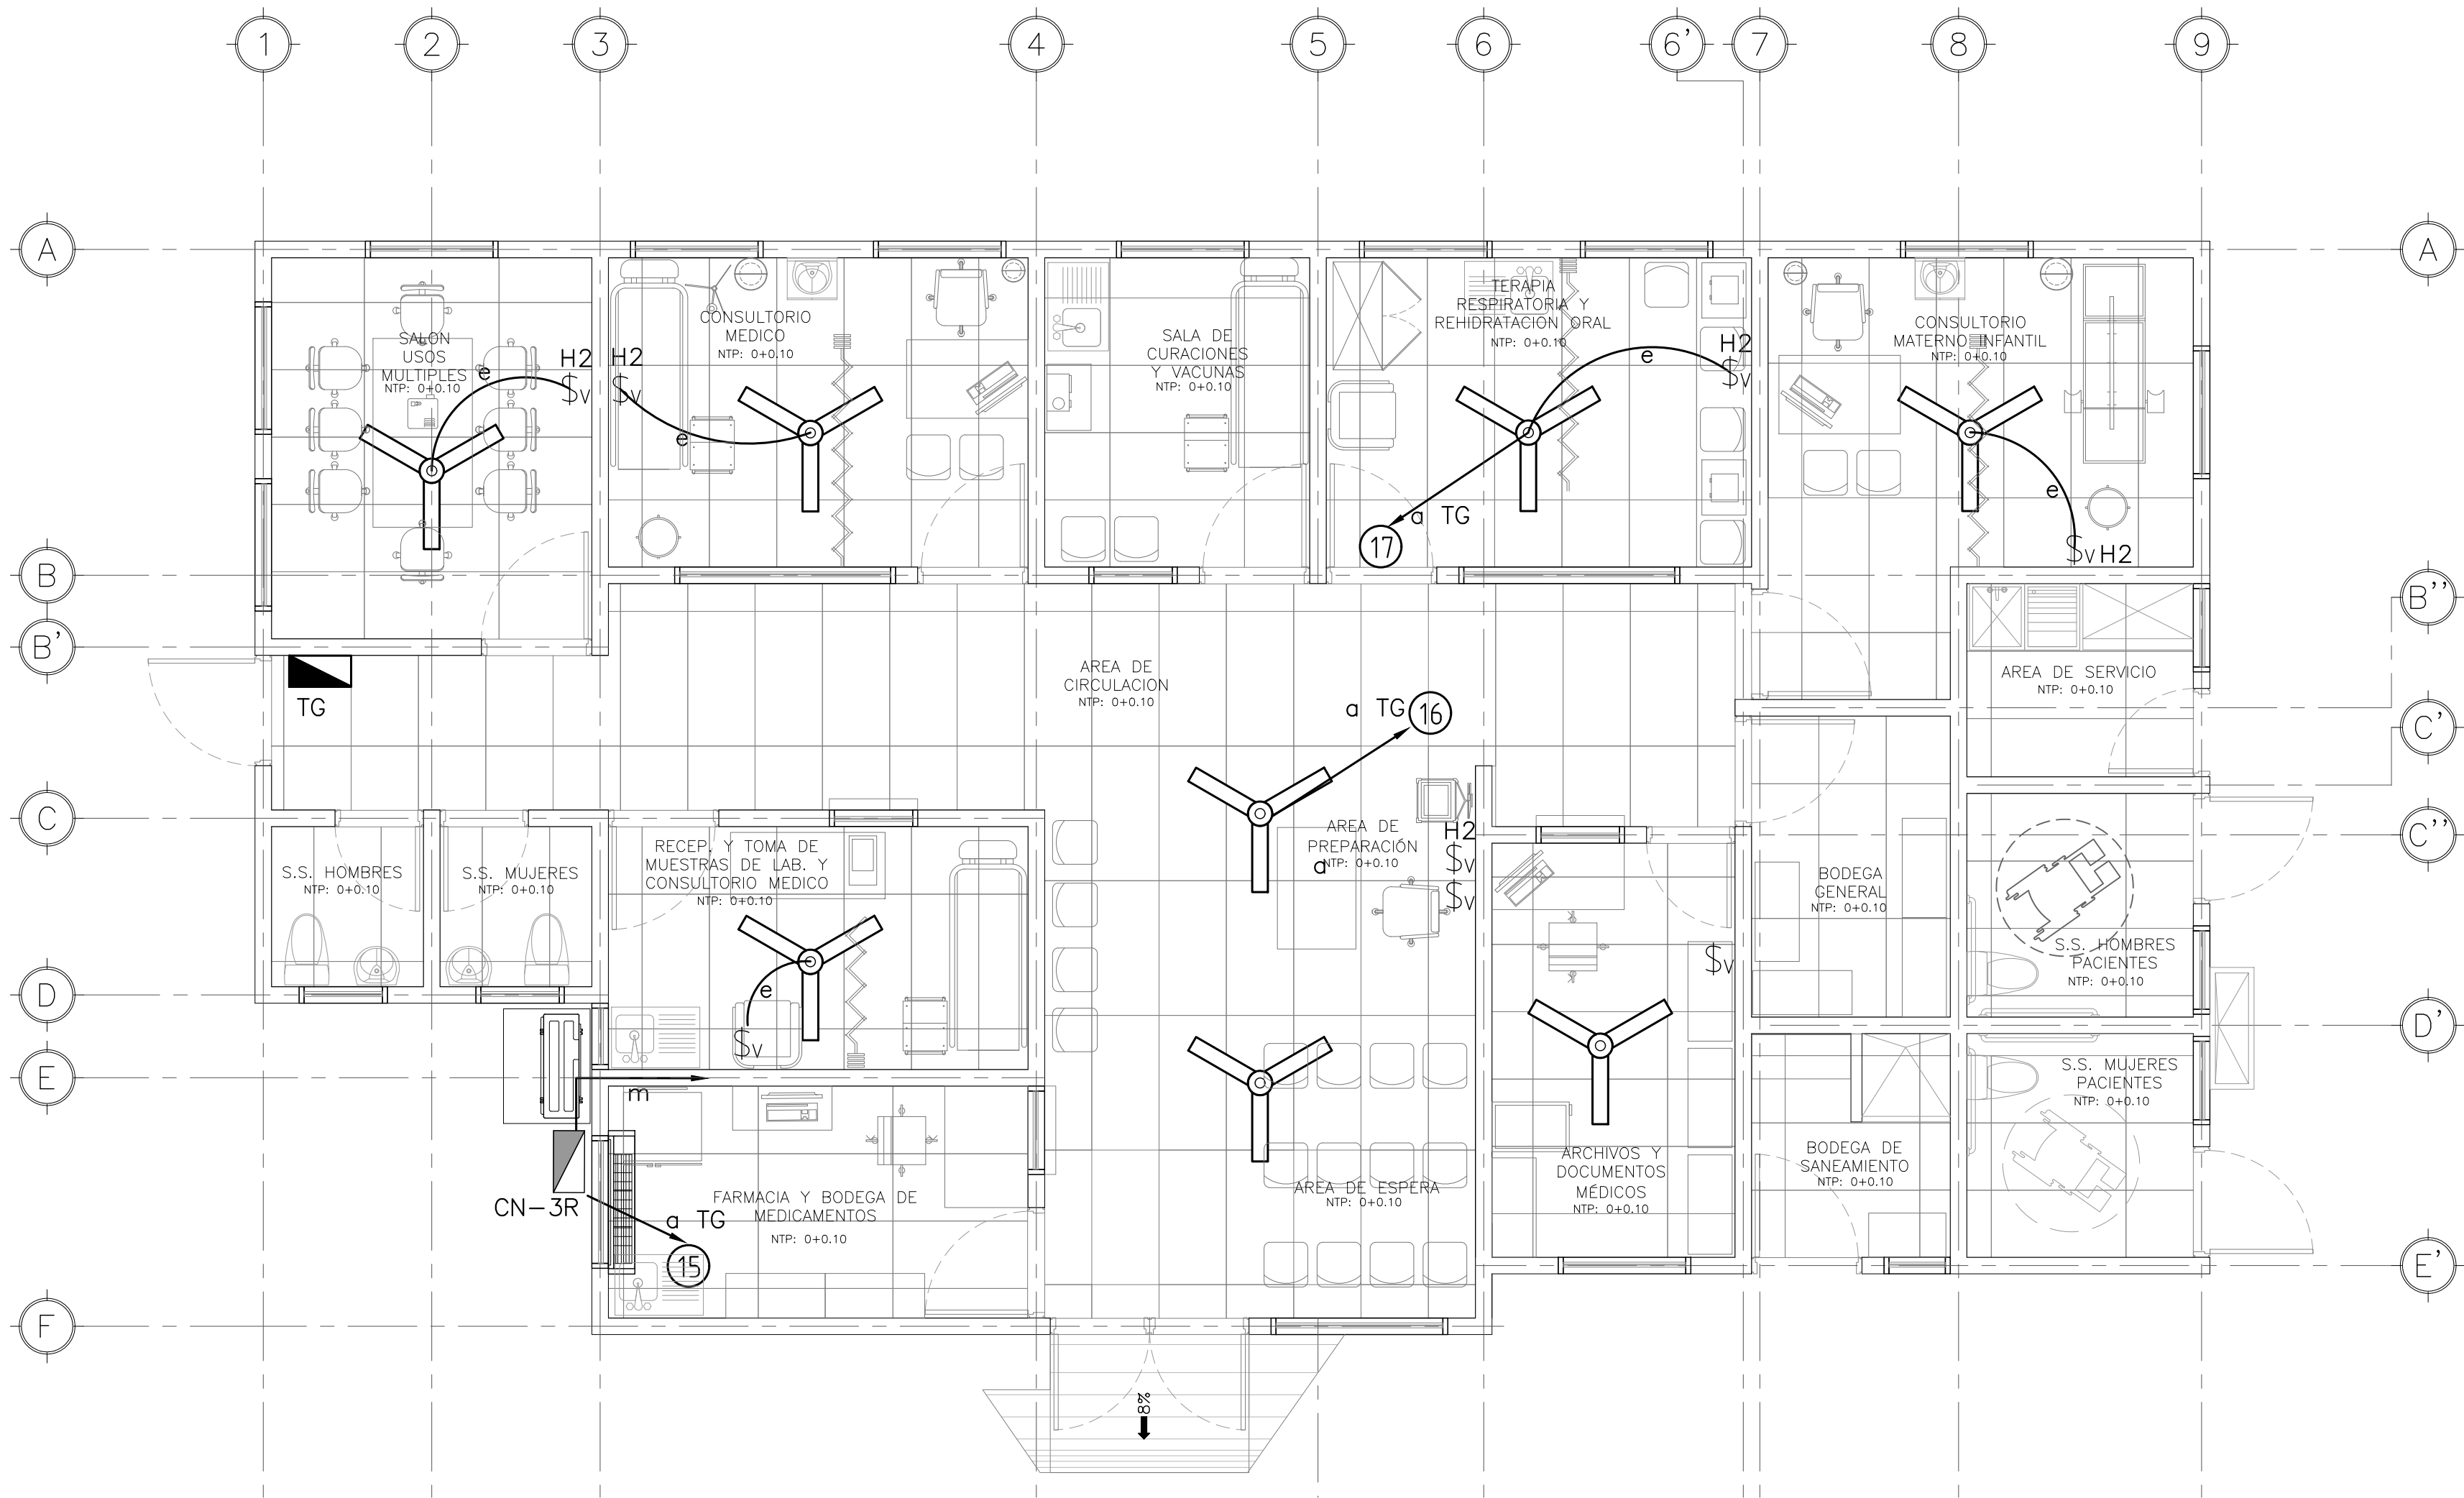 1 2 3 4 5 6 6' 7 8 9
A A
SALON
USOS
MULTIPLES
NTP: 0+0.10
e
H2
$v
H2
$v
e
CONSULTORIO
MEDICO
NTP: 0+0.10
SALA DE
CURACIONES
Y VACUNAS
NTP: 0+0.10
TERAPIA
RESPIRATORIA Y
REHIDRATACION ORAL
NTP: 0+0.10
e
H2
$v
a TG
17
CONSULTORIO
MATERNO INFANTIL
NTP: 0+0.10
e
$v H2
B B''
B'
TG
AREA DE
CIRCULACION
NTP: 0+0.10
a TG 16
AREA DE SERVICIO
NTP: 0+0.10
C'
C C''
S.S. HOMBRES
NTP: 0+0.10
S.S. MUJERES
NTP: 0+0.10
RECEP. Y TOMA DE
MUESTRAS DE LAB. Y
CONSULTORIO MEDICO
NTP: 0+0.10
e
$v
AREA DE
PREPARACIÓN
NTP: 0+0.10
a
H2
$v
$v
$v
BODEGA
GENERAL
NTP: 0+0.10
S.S. HOMBRES
PACIENTES
NTP: 0+0.10
D D'
E
m
CN-3R
a TG
15
FARMACIA Y BODEGA DE
MEDICAMENTOS
NTP: 0+0.10
AREA DE ESPERA
NTP: 0+0.10
ARCHIVOS Y
DOCUMENTOS
MÉDICOS
NTP: 0+0.10
BODEGA DE
SANEAMIENTO
NTP: 0+0.10
S.S. MUJERES
PACIENTES
NTP: 0+0.10
E'
F
8%